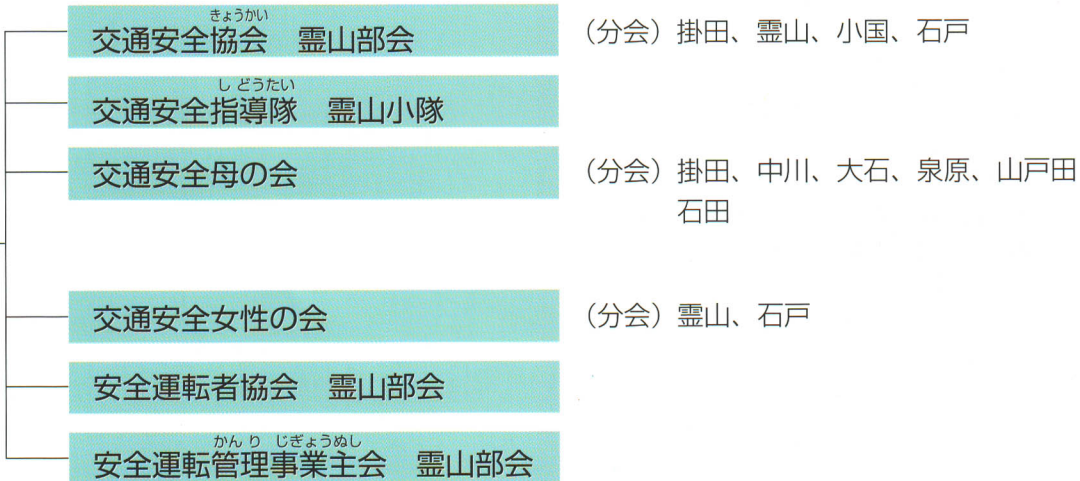 交通安全協会　霊山部会　（分会）掛田、霊山、小国、石戸
きょうかい
交通安全指導隊　霊山小隊
しどうたい
交通安全母の会　（分会）掛田、中川、大石、泉原、山戸田
石田
交通安全女性の会　（分会）霊山、石戸
安全運転者協会　霊山部会
安全運転管理事業主会　霊山部会
かんり　じぎょうぬし